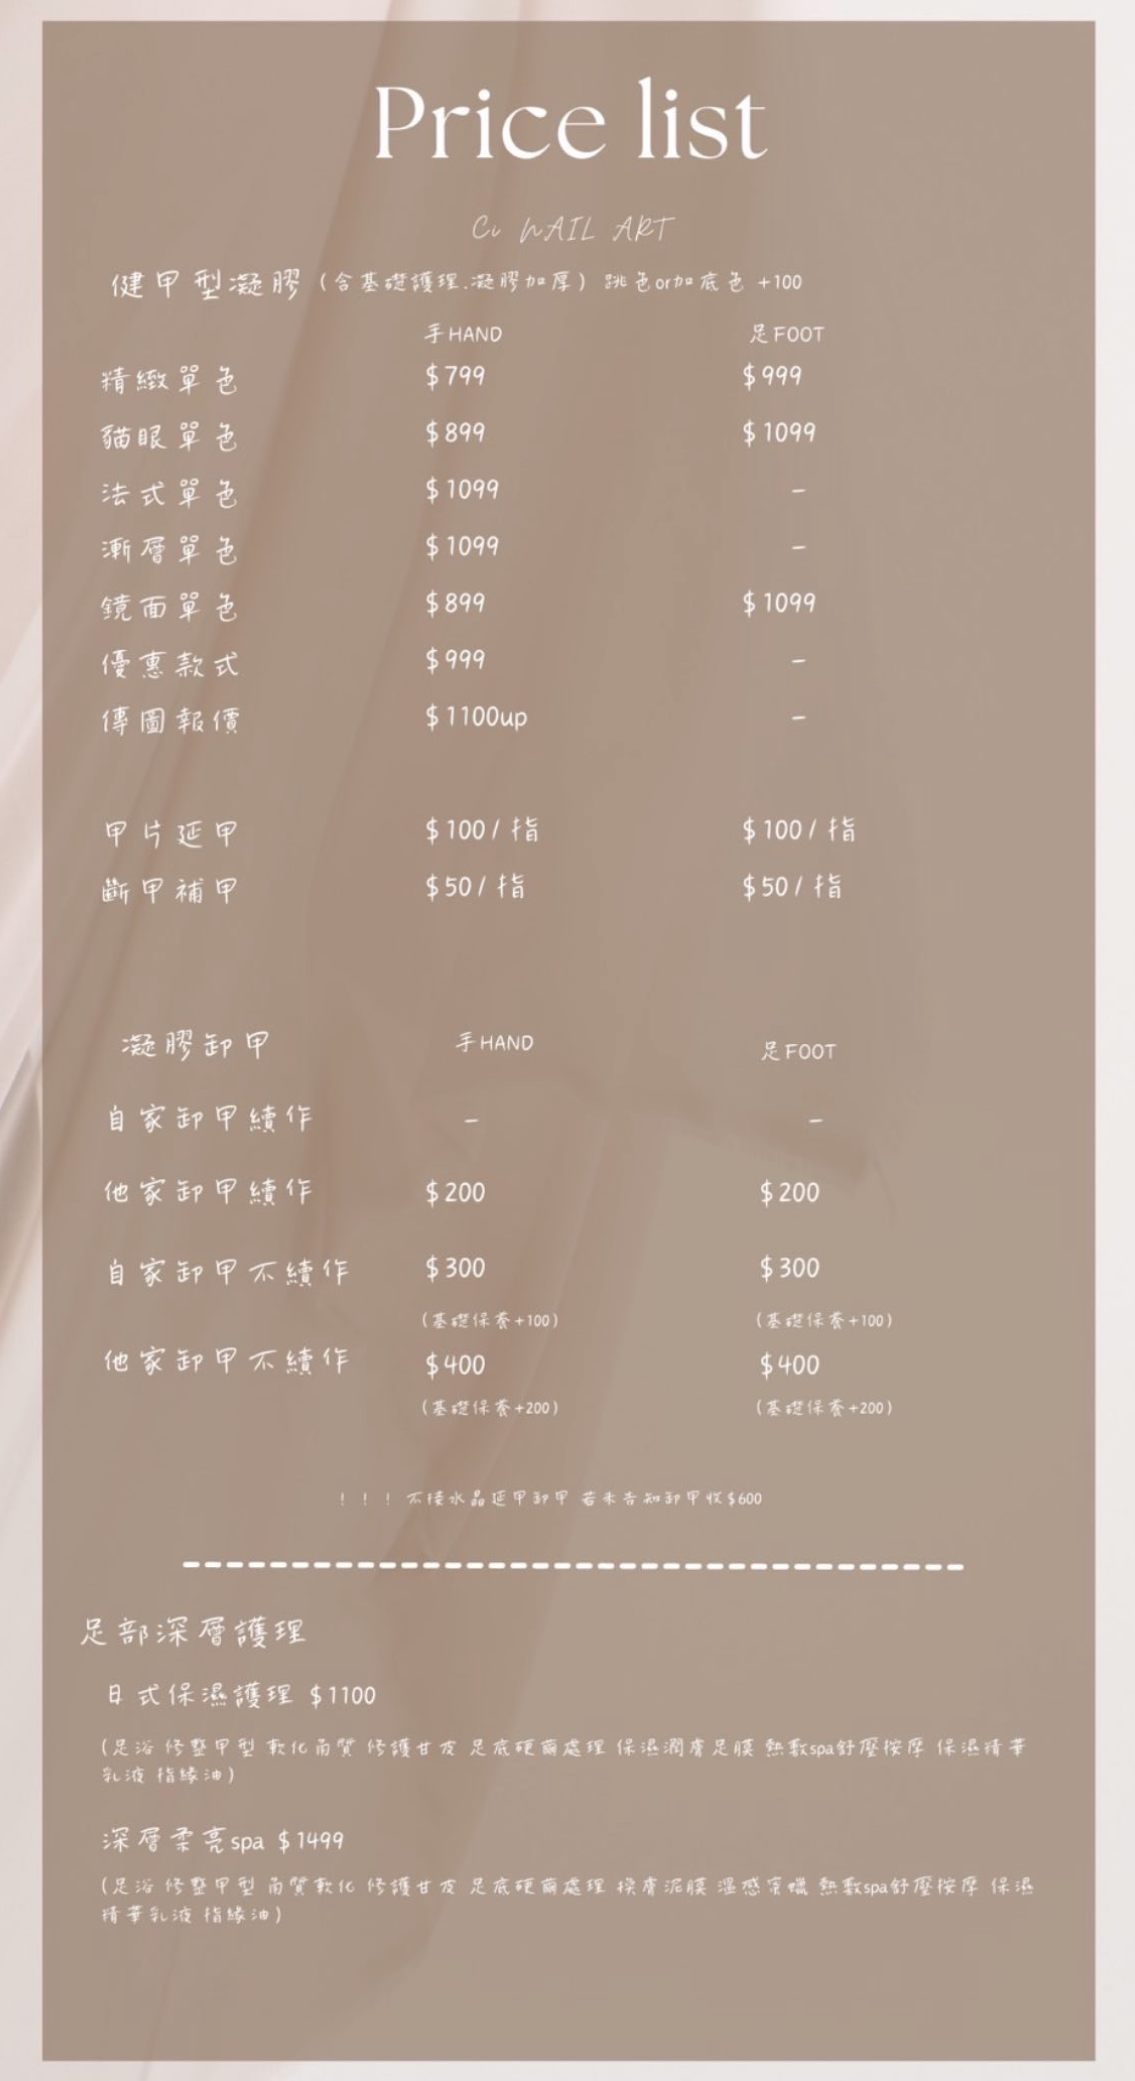 Price list
Ci NAIL ART
健甲型凝膠（含基礎護理.凝膠加厚）跳色or加底色 +100
手HAND 足FOOT
精緻單色 $799 $999
貓眼單色 $899 $1099
法式單色 $1099 –
漸層單色 $1099 –
鏡面單色 $899 $1099
優惠款式 $999 –
傳圖報價 $1100up –
甲片延甲 $100/指 $100/指
斷甲補甲 $50/指 $50/指
凝膠卸甲 手HAND 足FOOT
自家卸甲續作 – –
他家卸甲續作 $200 $200
自家卸甲不續作 $300 $300
（基礎保養+100） （基礎保養+100）
他家卸甲不續作 $400 $400
（基礎保養+200） （基礎保養+200）
！！！不接水晶延甲卸甲 若未告知卸甲收$600
足部深層護理
日式保濕護理 $1100
（足浴 修整甲型 軟化角質 修護甘皮 足底硬繭處理 保濕潤膚足膜 熱敷spa舒壓按摩 保濕精華
乳液 指緣油）
深層柔亮spa $1499
（足浴 修整甲型 角質軟化 修護甘皮 足底硬繭處理 換膚泥膜 溫感蜜蠟 熱敷spa舒壓按摩 保濕
精華乳液 指緣油）